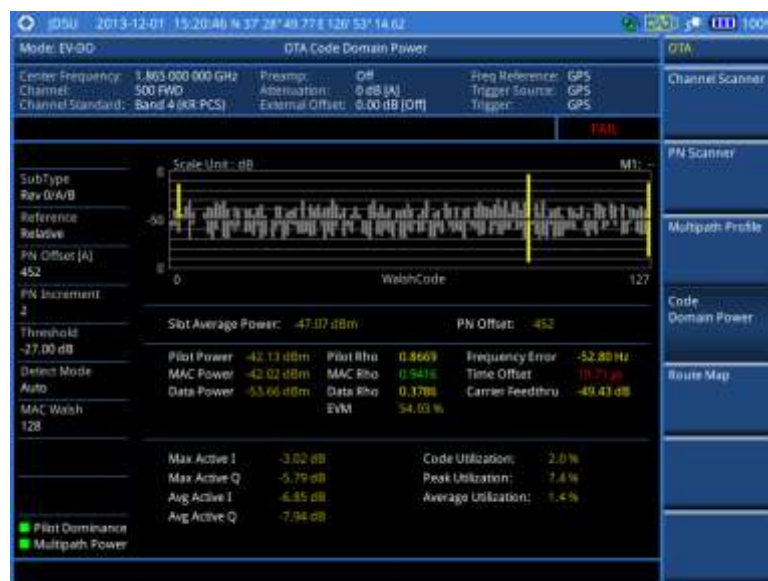 JDSU 2013-12-01 15:20:46 N 37° 28' 49.77 E 126° 53' 14.62
100%
Mode: EV-DO OTA Code Domain Power OTA
Center Frequency: 1.865 000 000 GHz Preamp: Off Freq Reference: GPS
Channel: 500 FWD Attenuation: 0 dB [A] Trigger Source: GPS
Channel Standard: Band 4 (KR PCS) External Offset: 0.00 dB [Off] Trigger: GPS
FAIL
Channel Scanner
PN Scanner
Multipath Profile
Code
Domain Power
Route Map
SubType
Rev 0/A/B
Reference
Relative
PN Offset [A]
452
PN Increment
2
Threshold
-27.00 dB
Detect Mode
Auto
MAC Walsh
128
Pilot Dominance
Multipath Power
Scale Unit : dB M1: --
-50
0 WalshCode 127
Slot Average Power: -47.07 dBm PN Offset: 452
Pilot Power -42.13 dBm Pilot Rho 0.8669 Frequency Error -52.80 Hz
MAC Power -42.02 dBm MAC Rho 0.9416 Time Offset
Data Power -53.66 dBm Data Rho 0.3786 Carrier Feedthru -49.43 dB
EVM 54.93 %
Max Active I -3.02 dB Code Utilization: 2.0 %
Max Active Q -5.79 dB Peak Utilization: 7.4 %
Avg Active I -6.85 dB Average Utilization: 1.4 %
Avg Active Q -7.94 dB